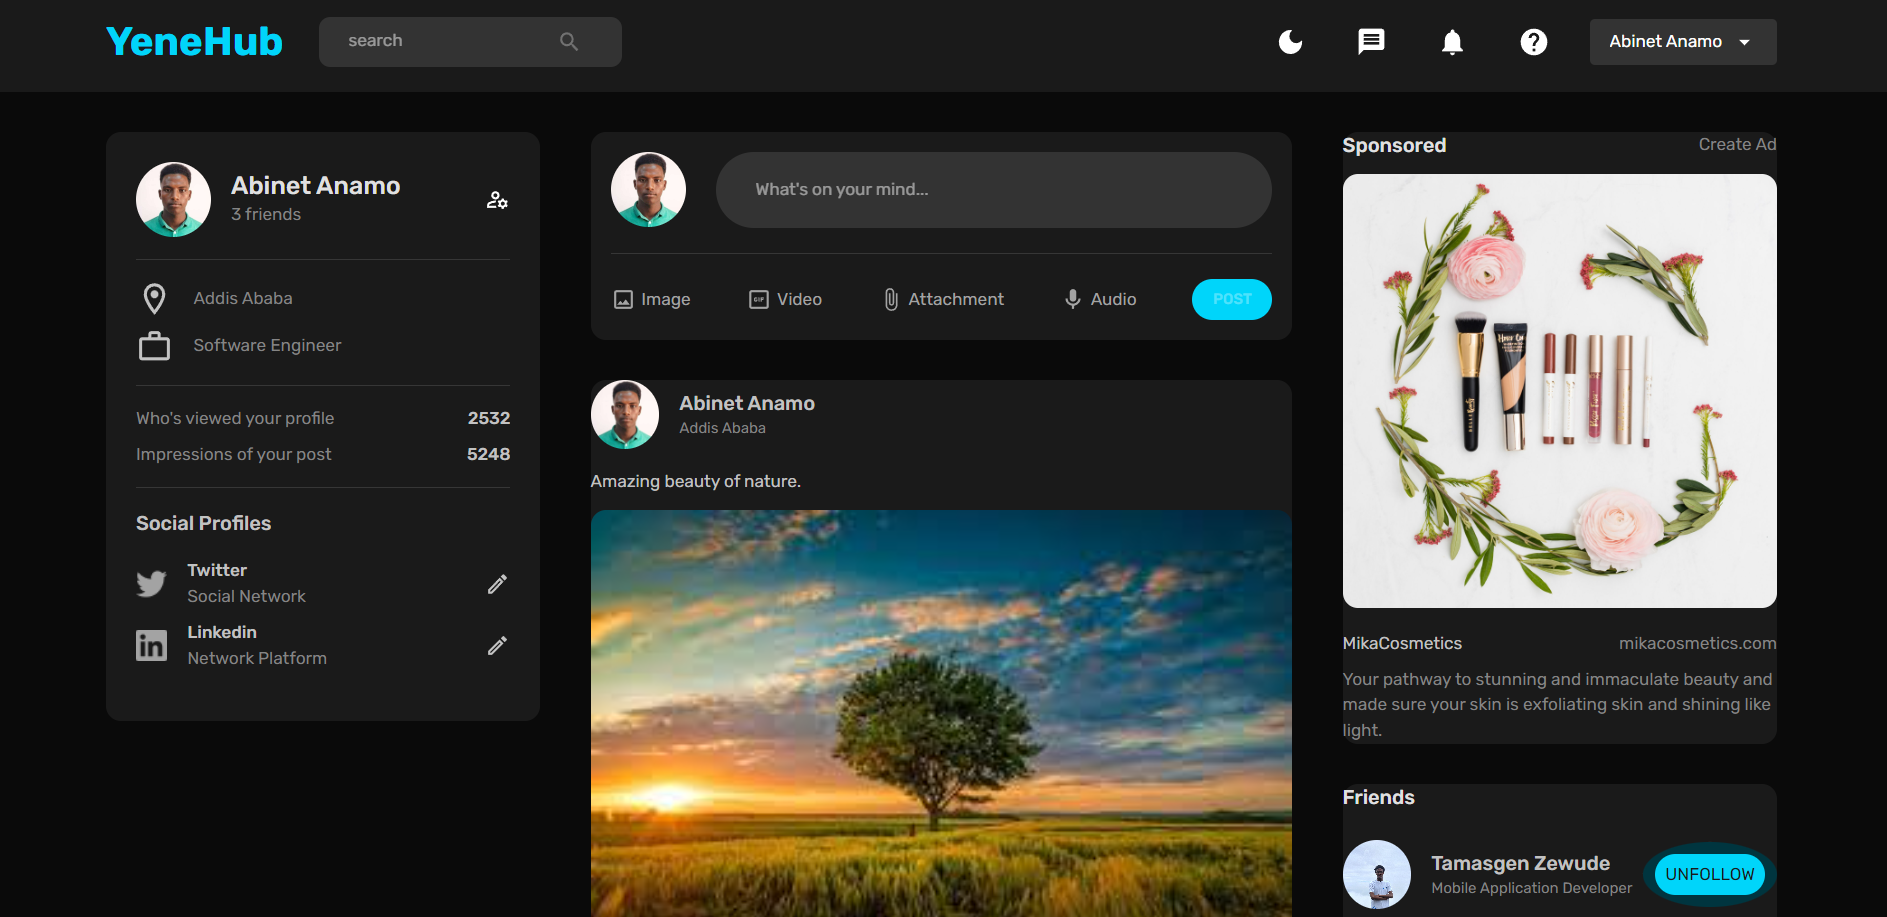 YeneHub
search
Abinet Anamo
Abinet Anamo
3 friends
Addis Ababa
Software Engineer
Who's viewed your profile 2532
Impressions of your post 5248
Social Profiles
Twitter
Social Network
Linkedin
Network Platform
What's on your mind...
Image
GIF
Video
Attachment
Audio
POST
Abinet Anamo
Addis Ababa
Amazing beauty of nature.
Sponsored
Create Ad
MikaCosmetics
mikacosmetics.com
Your pathway to stunning and immaculate beauty and
made sure your skin is exfoliating skin and shining like
light.
Friends
Tamasgen Zewude
Mobile Application Developer
UNFOLLOW